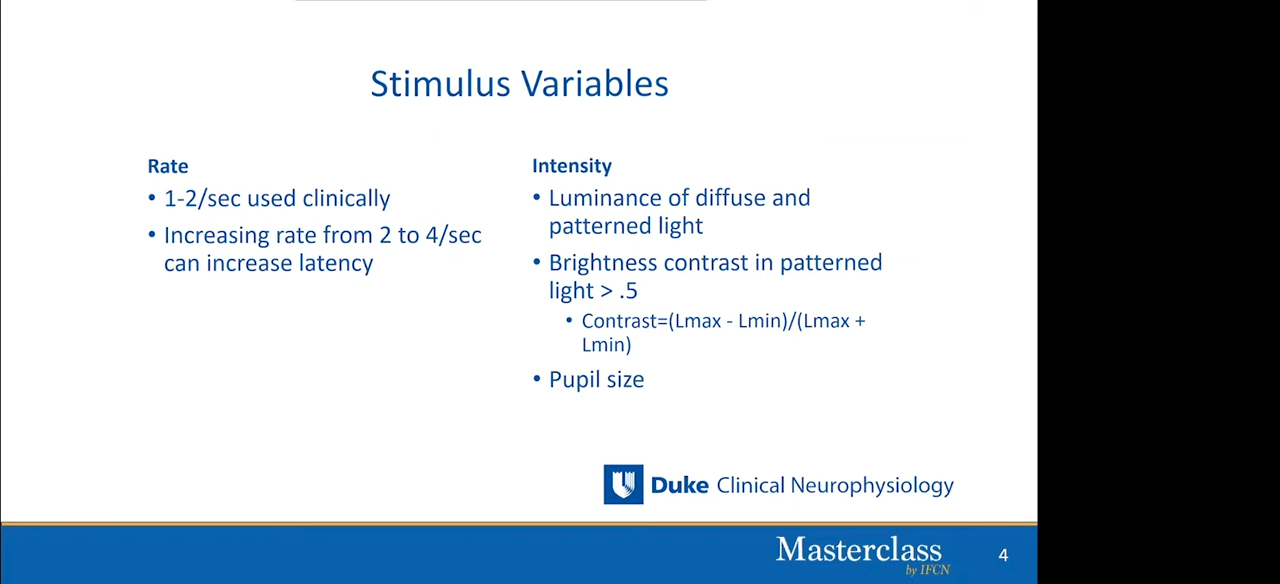 Stimulus Variables
Rate
• 1-2/sec used clinically
• Increasing rate from 2 to 4/sec
can increase latency
Intensity
• Luminance of diffuse and
patterned light
• Brightness contrast in patterned
light > .5
• Contrast=(Lmax - Lmin)/(Lmax +
Lmin)
• Pupil size
Duke Clinical Neurophysiology
Masterclass
by IFCN
4